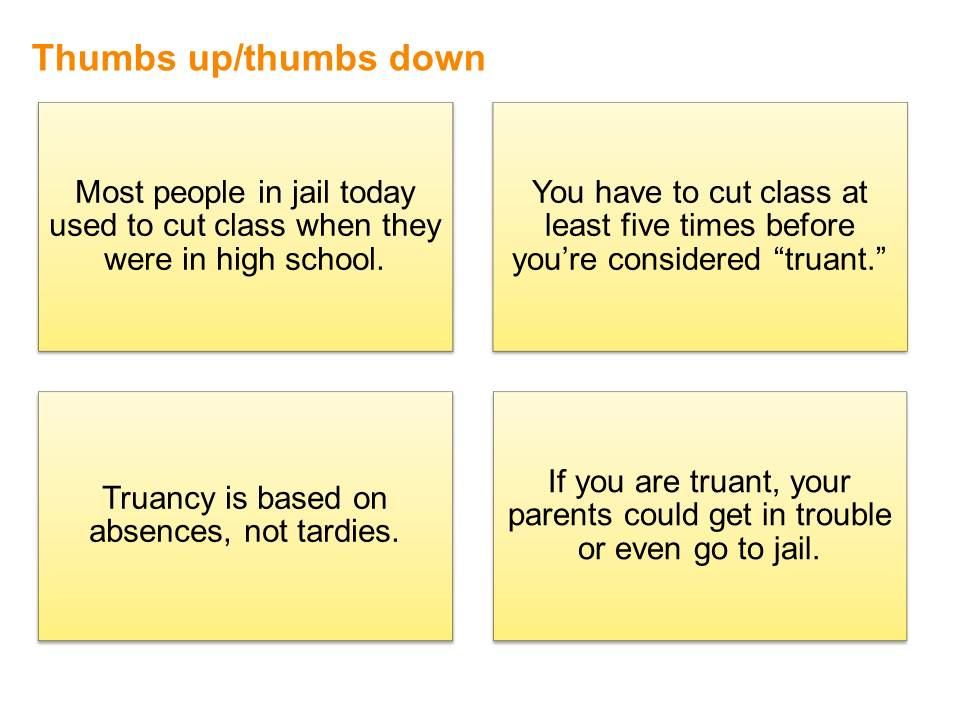 Thumbs up/thumbs down
Most people in jail today
used to cut class when they
were in high school.
You have to cut class at
least five times before
you’re considered “truant.”
Truancy is based on
absences, not tardies.
If you are truant, your
parents could get in trouble
or even go to jail.